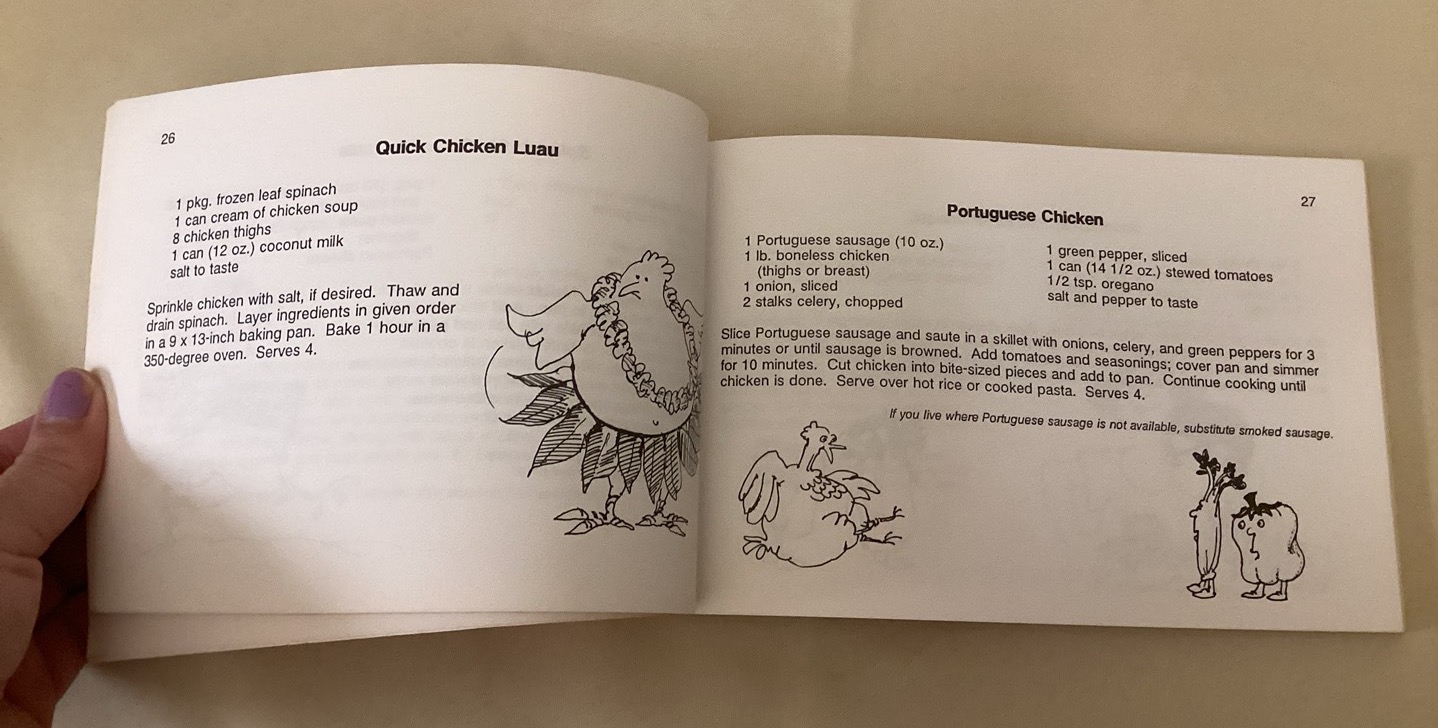 26
Quick Chicken Luau
1 pkg. frozen leaf spinach
1 can cream of chicken soup
8 chicken thighs
1 can (12 oz.) coconut milk
salt to taste
Sprinkle chicken with salt, if desired. Thaw and
drain spinach. Layer ingredients in given order
in a 9 x 13-inch baking pan. Bake 1 hour in a
350-degree oven. Serves 4.
27
Portuguese Chicken
1 Portuguese sausage (10 oz.)
1 lb. boneless chicken
(thighs or breast)
1 onion, sliced
2 stalks celery, chopped
1 green pepper, sliced
1 can (14 1/2 oz.) stewed tomatoes
1/2 tsp. oregano
salt and pepper to taste
Slice Portuguese sausage and saute in a skillet with onions, celery, and green peppers for 3
minutes or until sausage is browned. Add tomatoes and seasonings; cover pan and simmer
for 10 minutes. Cut chicken into bite-sized pieces and add to pan. Continue cooking until
chicken is done. Serve over hot rice or cooked pasta. Serves 4.
If you live where Portuguese sausage is not available, substitute smoked sausage.